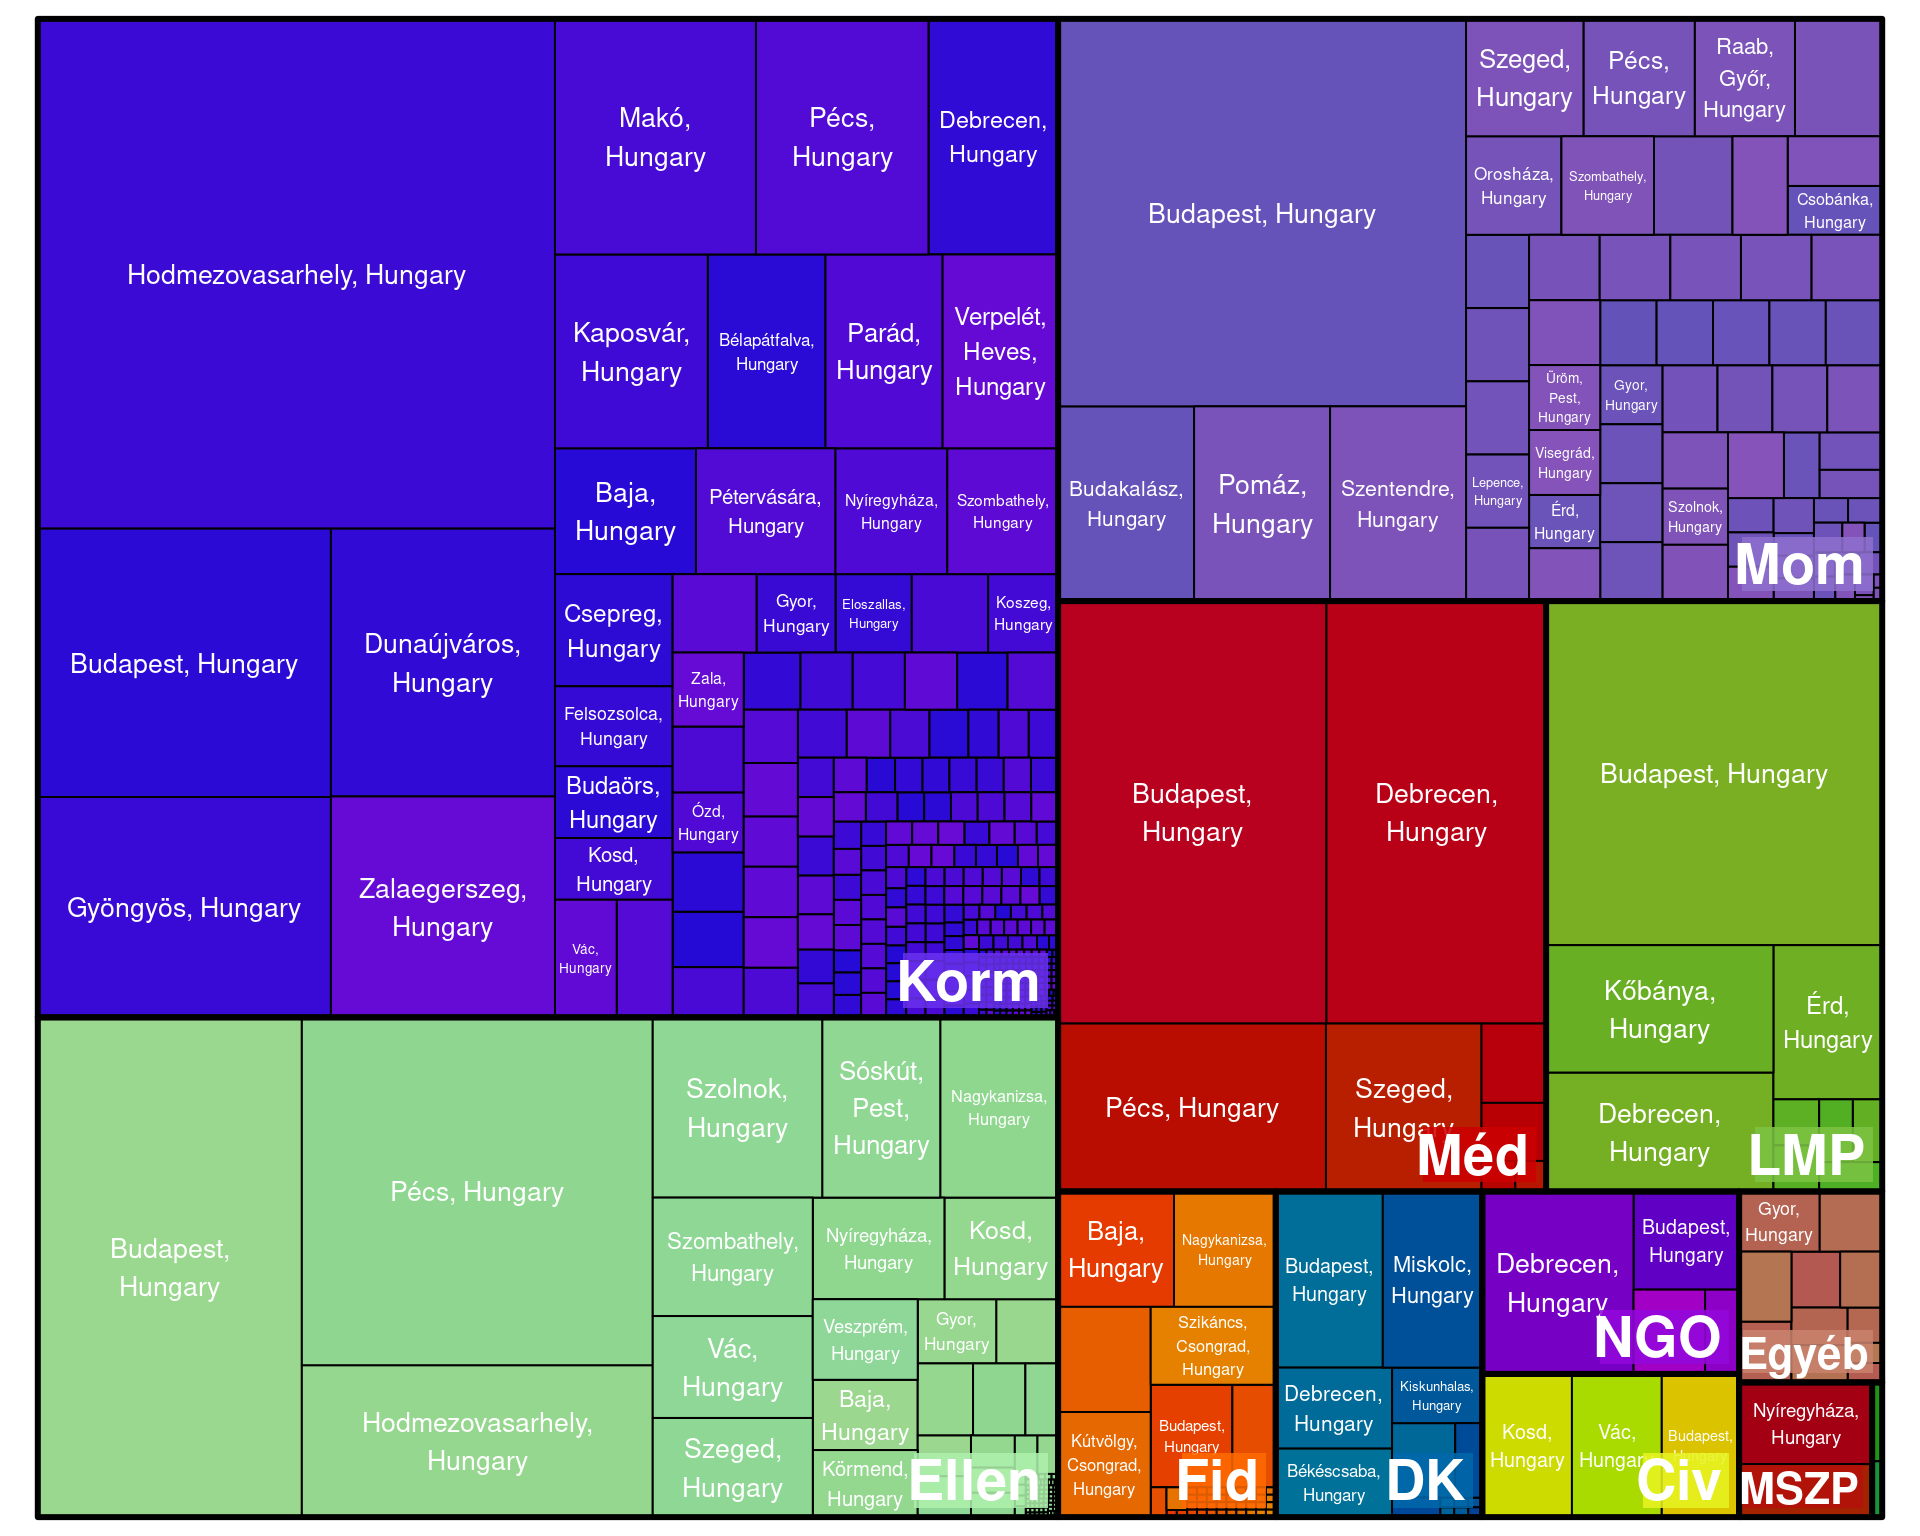 Hodmezovasarhely, Hungary
Makó,
Hungary
Pécs,
Hungary
Debrecen,
Hungary
Kaposvár,
Hungary
Bélapátfalva,
Hungary
Parád,
Hungary
Verpelét,
Heves,
Hungary
Baja,
Hungary
Pétervására,
Hungary
Nyíregyháza,
Hungary
Szombathely,
Hungary
Budapest, Hungary
Dunaújváros,
Hungary
Gyöngyös, Hungary
Zalaegerszeg,
Hungary
Csepreg,
Hungary
Gyor,
Hungary
Eloszallas,
Hungary
Koszeg,
Hungary
Felsozsolca,
Hungary
Zala,
Hungary
Budaörs,
Hungary
Ózd,
Hungary
Kosd,
Hungary
Vác,
Hungary
Korm
Budapest, Hungary
Szeged,
Hungary
Pécs,
Hungary
Raab,
Győr,
Hungary
Orosháza,
Hungary
Szombathely,
Hungary
Csobánka,
Hungary
Budakalász,
Hungary
Pomáz,
Hungary
Szentendre,
Hungary
Üröm,
Pest,
Hungary
Gyor,
Hungary
Visegrád,
Hungary
Lepence,
Hungary
Érd,
Hungary
Szolnok,
Hungary
Mom
Budapest,
Hungary
Pécs, Hungary
Hodmezovasarhely,
Hungary
Szolnok,
Hungary
Sóskút,
Pest,
Hungary
Nagykanizsa,
Hungary
Szombathely,
Hungary
Nyíregyháza,
Hungary
Kosd,
Hungary
Vác,
Hungary
Veszprém,
Hungary
Gyor,
Hungary
Baja,
Hungary
Szeged,
Hungary
Körmend,
Hungary
Ellen
Budapest,
Hungary
Debrecen,
Hungary
Pécs, Hungary
Szeged,
Hungary
Méd
Budapest, Hungary
Kőbánya,
Hungary
Érd,
Hungary
Debrecen,
Hungary
LMP
Baja,
Hungary
Nagykanizsa,
Hungary
Szikáncs,
Csongrad,
Hungary
Kútvölgy,
Csongrad,
Hungary
Budapest,
Hungary
Fid
Budapest,
Hungary
Miskolc,
Hungary
Debrecen,
Hungary
Kiskunhalas,
Hungary
Békéscsaba,
Hungary
DK
Debrecen,
Hungary
Budapest,
Hungary
NGO
Kosd,
Hungary
Vác,
Hungary
Budapest,
Hungary
Civ
Gyor,
Hungary
Egyéb
Nyíregyháza,
Hungary
MSZP